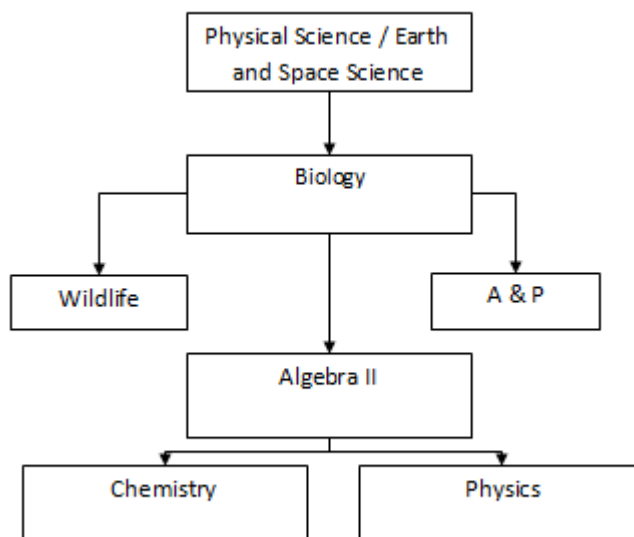 Physical Science / Earth
and Space Science
Biology
Wildlife
A & P
Algebra II
Chemistry
Physics